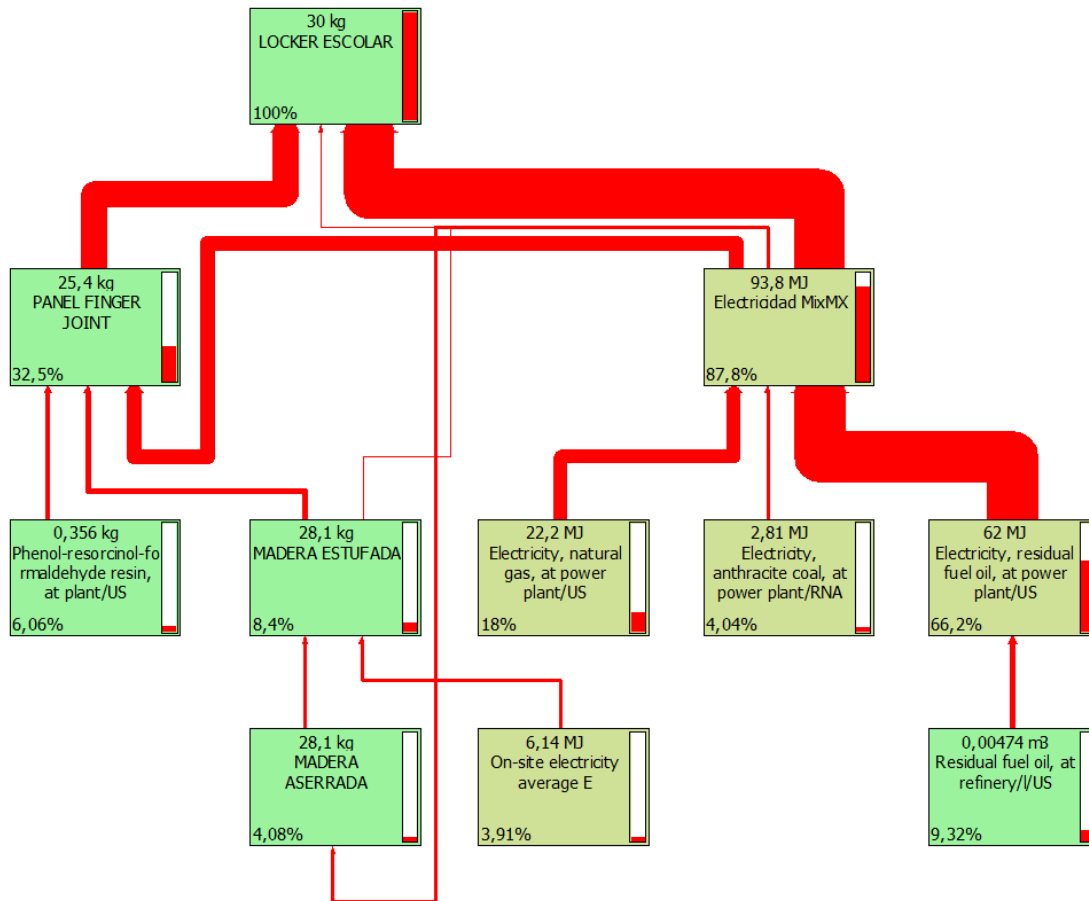 30 kg
LOCKER ESCOLAR
100%
25,4 kg
PANEL FINGER
JOINT
32,5%
93,8 MJ
Electricidad MixMX
87,8%
0,356 kg
Phenol-resorcinol-fo
rmaldehyde resin,
at plant/US
6,06%
28,1 kg
MADERA ESTUFADA
8,4%
22,2 MJ
Electricity, natural
gas, at power
plant/US
18%
2,81 MJ
Electricity,
anthracite coal, at
power plant/RNA
4,04%
62 MJ
Electricity, residual
fuel oil, at power
plant/US
66,2%
28,1 kg
MADERA
ASERRADA
4,08%
6,14 MJ
On-site electricity
average E
3,91%
0,00474 m3
Residual fuel oil, at
refinery/l/US
9,32%